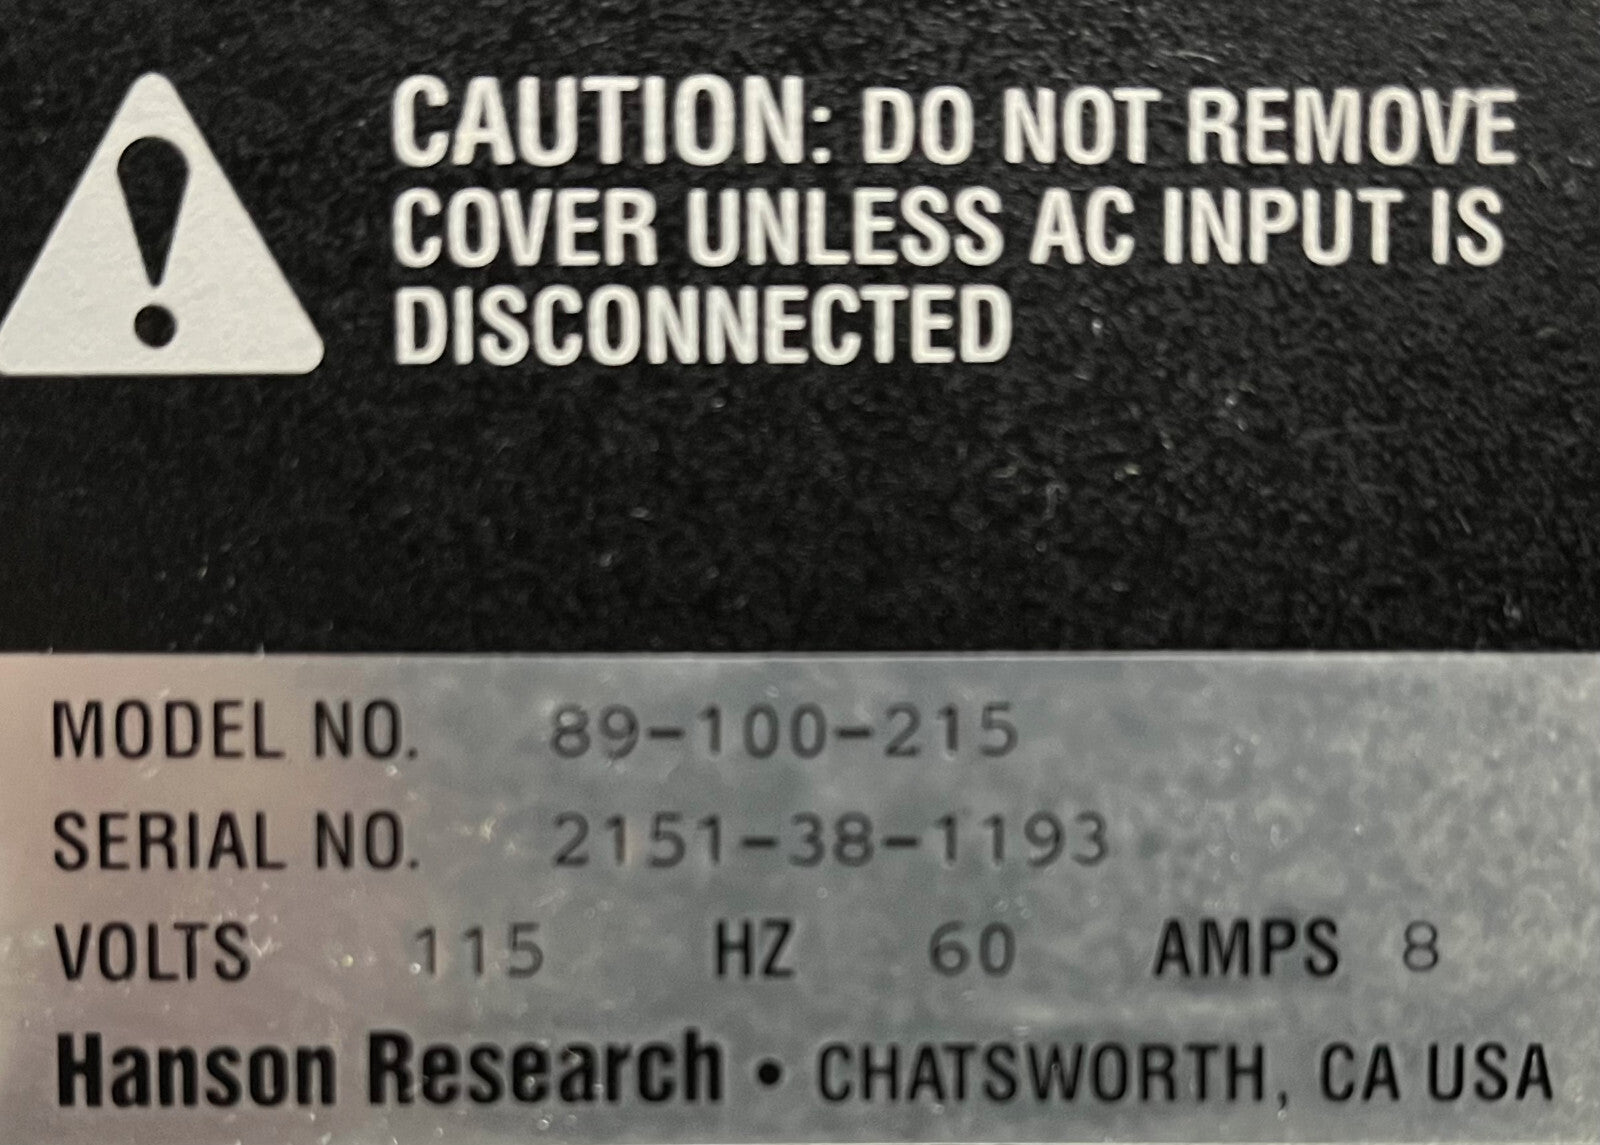 CAUTION: DO NOT REMOVE
COVER UNLESS AC INPUT IS
DISCONNECTED
MODEL NO. 89-100-215
SERIAL NO. 2151-38-1193
VOLTS 115 HZ 60 AMPS 8
Hanson Research • CHATSWORTH, CA USA